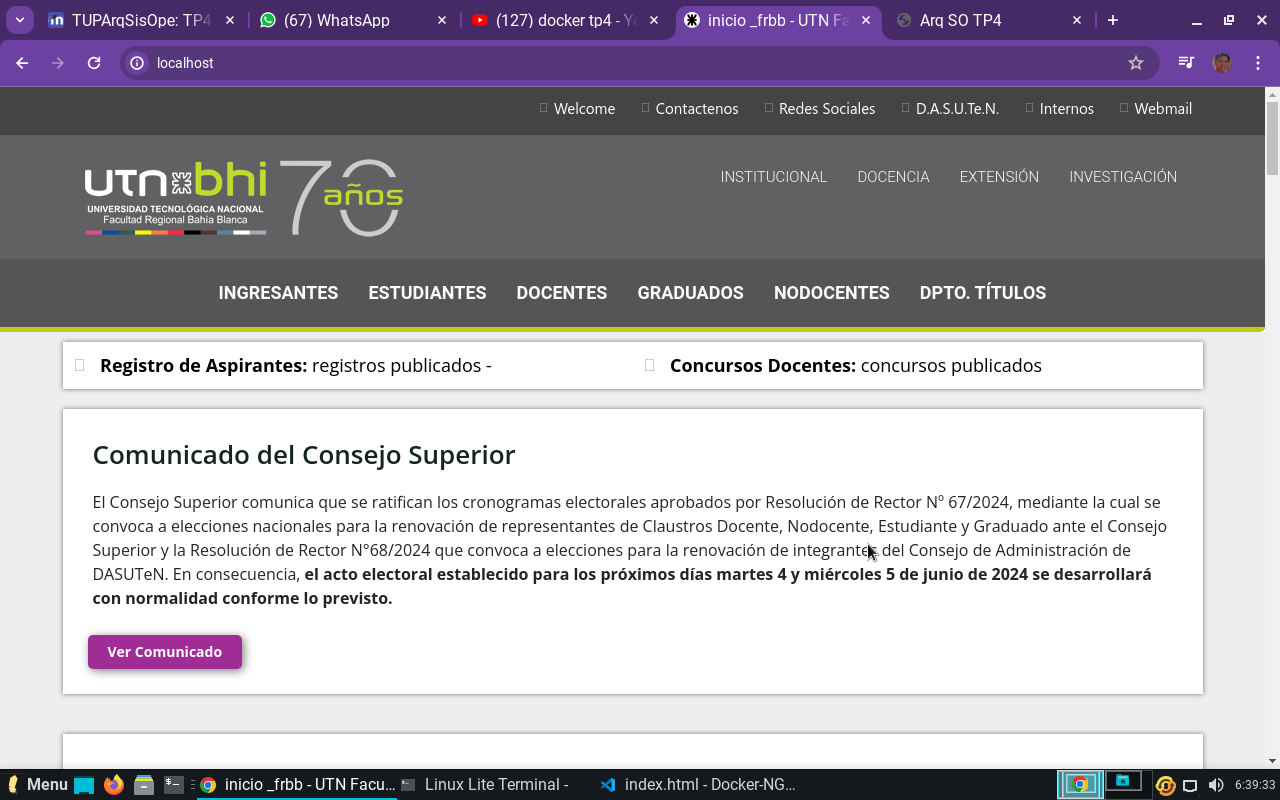 TUPArqSisOpe: TP4
(67) WhatsApp
(127) docker tp4 - Yo
inicio _frbb - UTN Fa
Arq SO TP4
localhost
Welcome
Contactenos
Redes Sociales
D.A.S.U.Te.N.
Internos
Webmail
utn bhi 70 años
UNIVERSIDAD TECNOLÓGICA NACIONAL
Facultad Regional Bahía Blanca
INSTITUCIONAL
DOCENCIA
EXTENSIÓN
INVESTIGACIÓN
INGRESANTES
ESTUDIANTES
DOCENTES
GRADUADOS
NODOCENTES
DPTO. TÍTULOS
Registro de Aspirantes: registros publicados -
Concursos Docentes: concursos publicados
Comunicado del Consejo Superior
El Consejo Superior comunica que se ratifican los cronogramas electorales aprobados por Resolución de Rector Nº 67/2024, mediante la cual se
convoca a elecciones nacionales para la renovación de representantes de Claustros Docente, Nodocente, Estudiante y Graduado ante el Consejo
Superior y la Resolución de Rector N°68/2024 que convoca a elecciones para la renovación de integrantes del Consejo de Administración de
DASUTeN. En consecuencia, el acto electoral establecido para los próximos días martes 4 y miércoles 5 de junio de 2024 se desarrollará
con normalidad conforme lo previsto.
Ver Comunicado
Menu
inicio _frbb - UTN Facu...
Linux Lite Terminal -
index.html - Docker-NG...
6:39:33